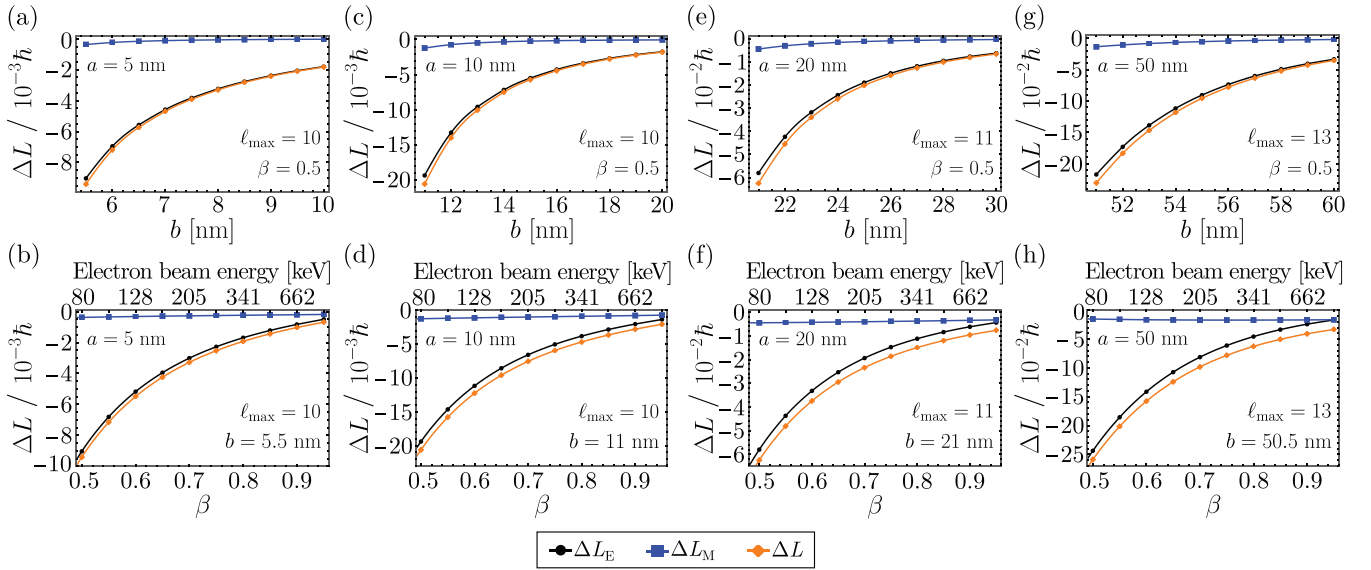 (a)
ΔL / 10⁻³ħ
0
−2
−4
−6
−8
a = 5 nm
ℓmax = 10
β = 0.5
6 7 8 9 10
b [nm]
(c)
ΔL / 10⁻³ħ
0
−5
−10
−15
−20
a = 10 nm
ℓmax = 10
β = 0.5
12 14 16 18 20
b [nm]
(e)
ΔL / 10⁻²ħ
0
−1
−2
−3
−4
−5
−6
a = 20 nm
ℓmax = 11
β = 0.5
22 24 26 28 30
b [nm]
(g)
ΔL / 10⁻²ħ
0
−5
−10
−15
−20
a = 50 nm
ℓmax = 13
β = 0.5
52 54 56 58 60
b [nm]
(b)
Electron beam energy [keV]
80 128 205 341 662
ΔL / 10⁻³ħ
0
−2
−4
−6
−8
−10
a = 5 nm
ℓmax = 10
b = 5.5 nm
0.5 0.6 0.7 0.8 0.9
β
(d)
Electron beam energy [keV]
80 128 205 341 662
ΔL / 10⁻³ħ
0
−5
−10
−15
−20
a = 10 nm
ℓmax = 10
b = 11 nm
0.5 0.6 0.7 0.8 0.9
β
(f)
Electron beam energy [keV]
80 128 205 341 662
ΔL / 10⁻²ħ
0
−1
−2
−3
−4
−5
−6
a = 20 nm
ℓmax = 11
b = 21 nm
0.5 0.6 0.7 0.8 0.9
β
(h)
Electron beam energy [keV]
80 128 205 341 662
ΔL / 10⁻²ħ
0
−5
−10
−15
−20
−25
a = 50 nm
ℓmax = 13
b = 50.5 nm
0.5 0.6 0.7 0.8 0.9
β
ΔL_E ΔL_M ΔL